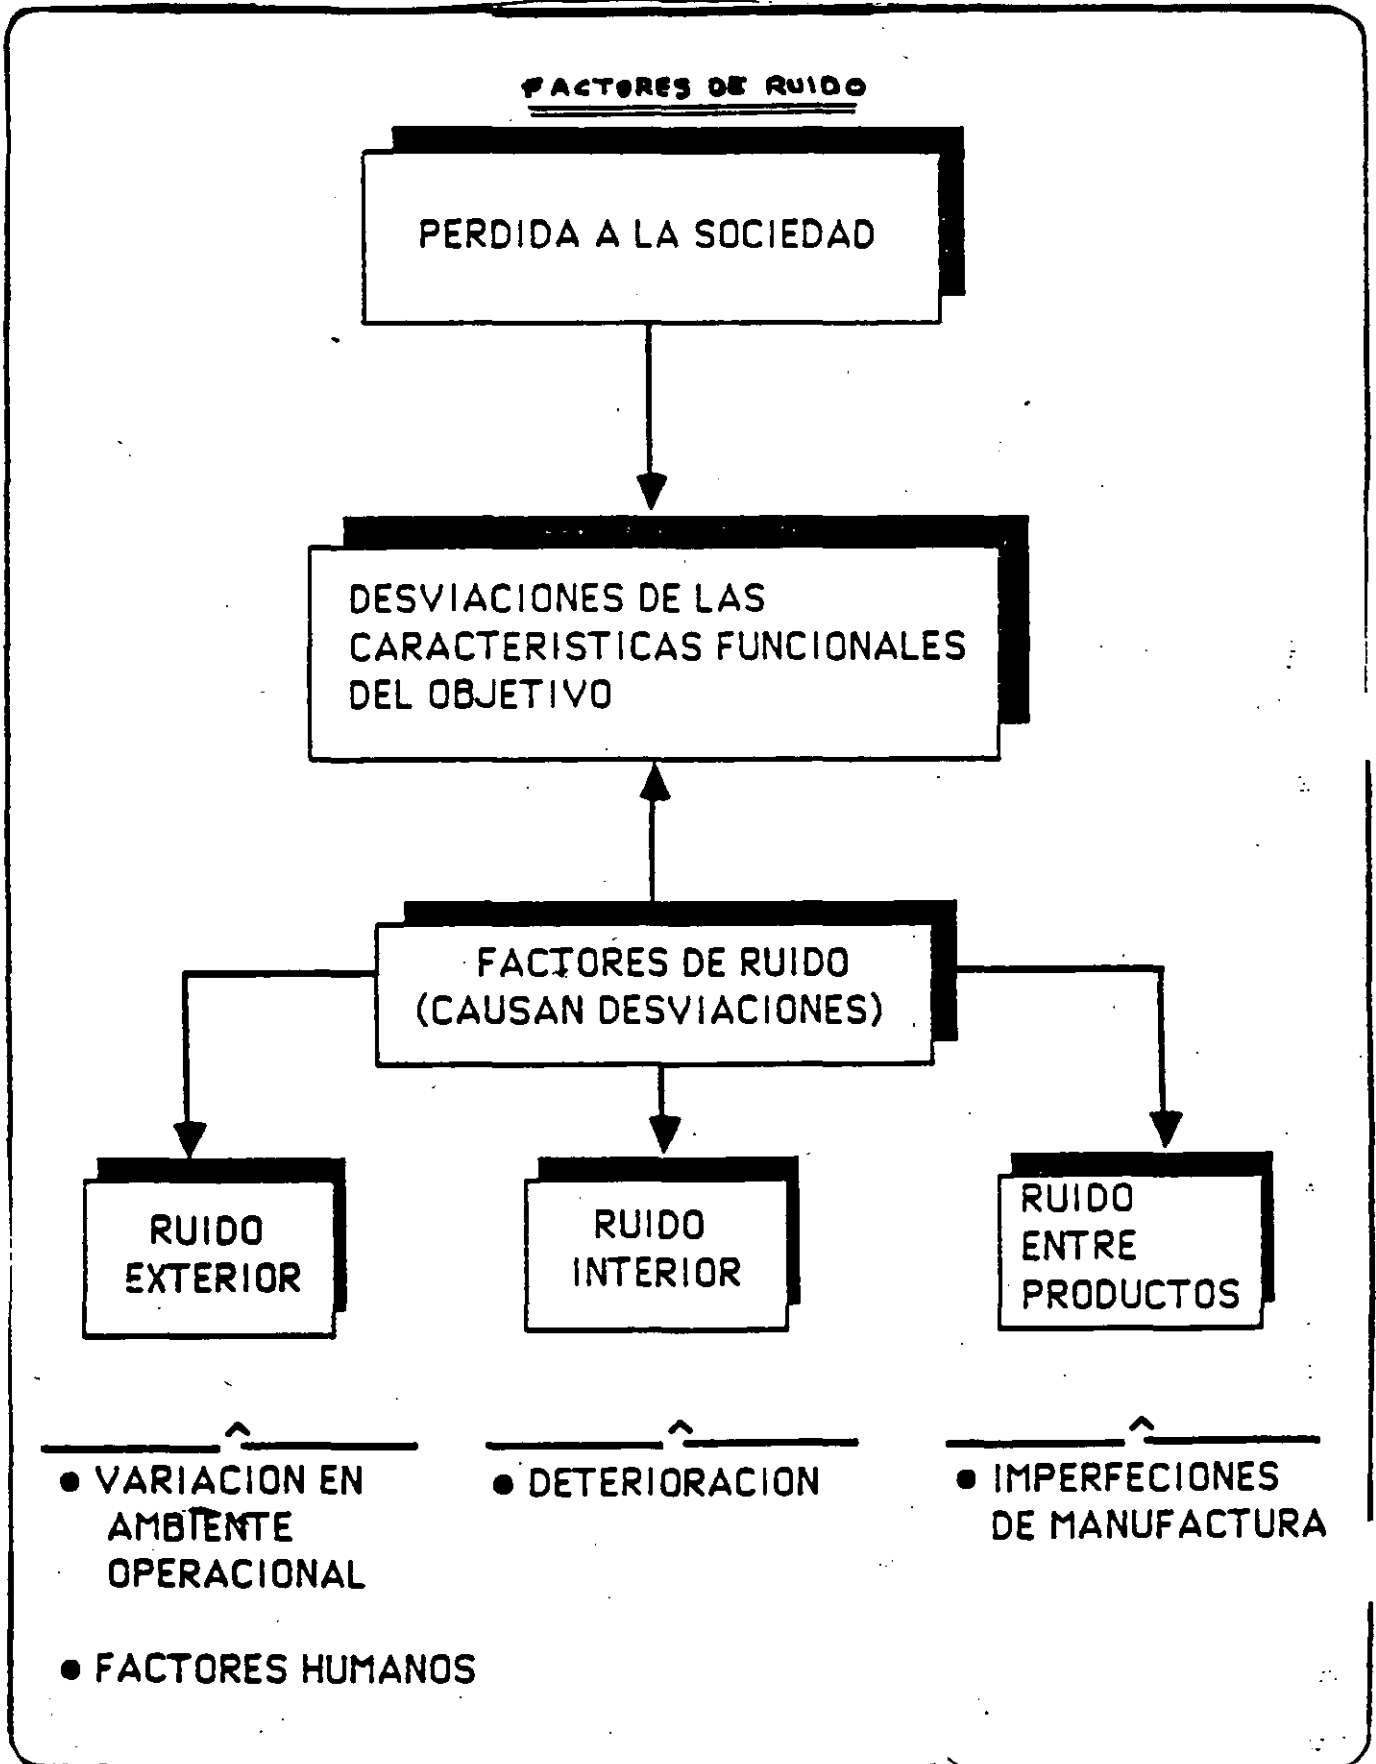 FACTORES DE RUIDO
PERDIDA A LA SOCIEDAD
DESVIACIONES DE LAS
CARACTERISTICAS FUNCIONALES
DEL OBJETIVO
FACTORES DE RUIDO
(CAUSAN DESVIACIONES)
RUIDO
EXTERIOR
RUIDO
INTERIOR
RUIDO
ENTRE
PRODUCTOS
● VARIACION EN
AMBIENTE
OPERACIONAL
● FACTORES HUMANOS
● DETERIORACION
● IMPERFECIONES
DE MANUFACTURA